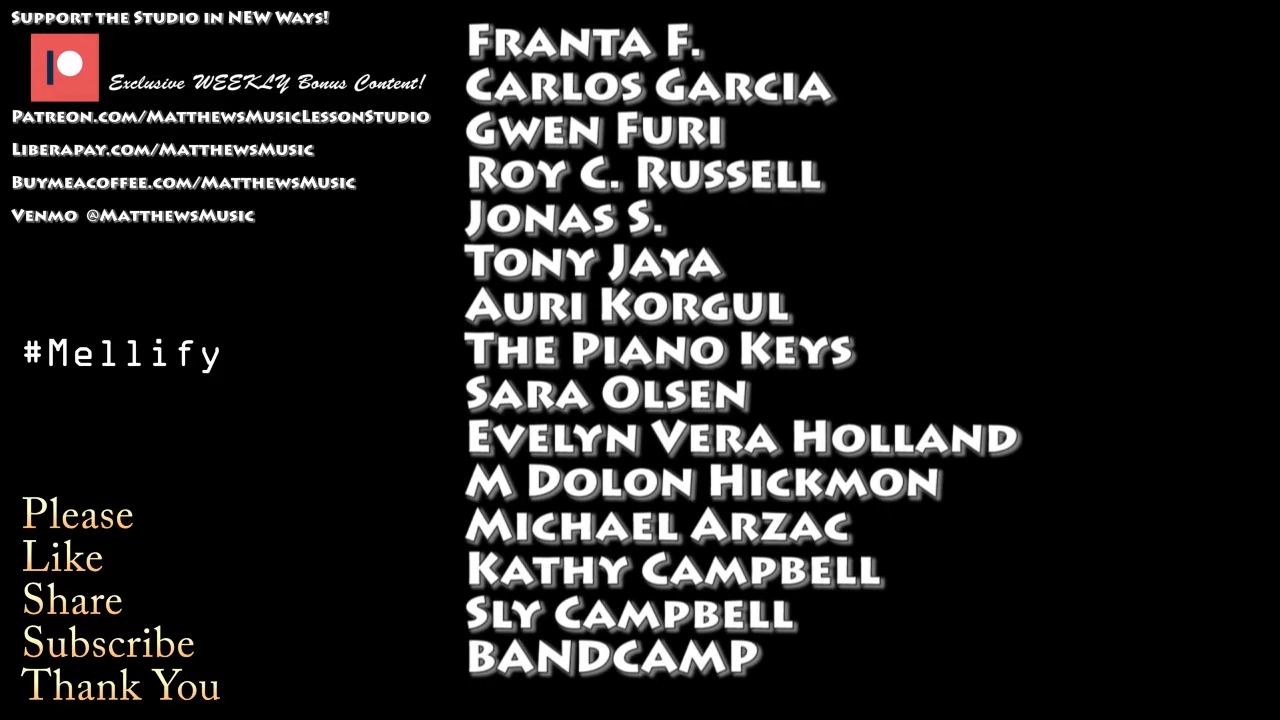 Support the Studio in NEW Ways!
Exclusive WEEKLY Bonus Content!
Patreon.com/MatthewsMusicLessonStudio
Liberapay.com/MatthewsMusic
Buymeacoffee.com/MatthewsMusic
Venmo @MatthewsMusic
#Mellify
Please
Like
Share
Subscribe
Thank You
Franta F.
Carlos Garcia
Gwen Furi
Roy C. Russell
Jonas S.
Tony Jaya
Auri Korgul
The Piano Keys
Sara Olsen
Evelyn Vera Holland
M Dolon Hickmon
Michael Arzac
Kathy Campbell
Sly Campbell
BANDCAMP